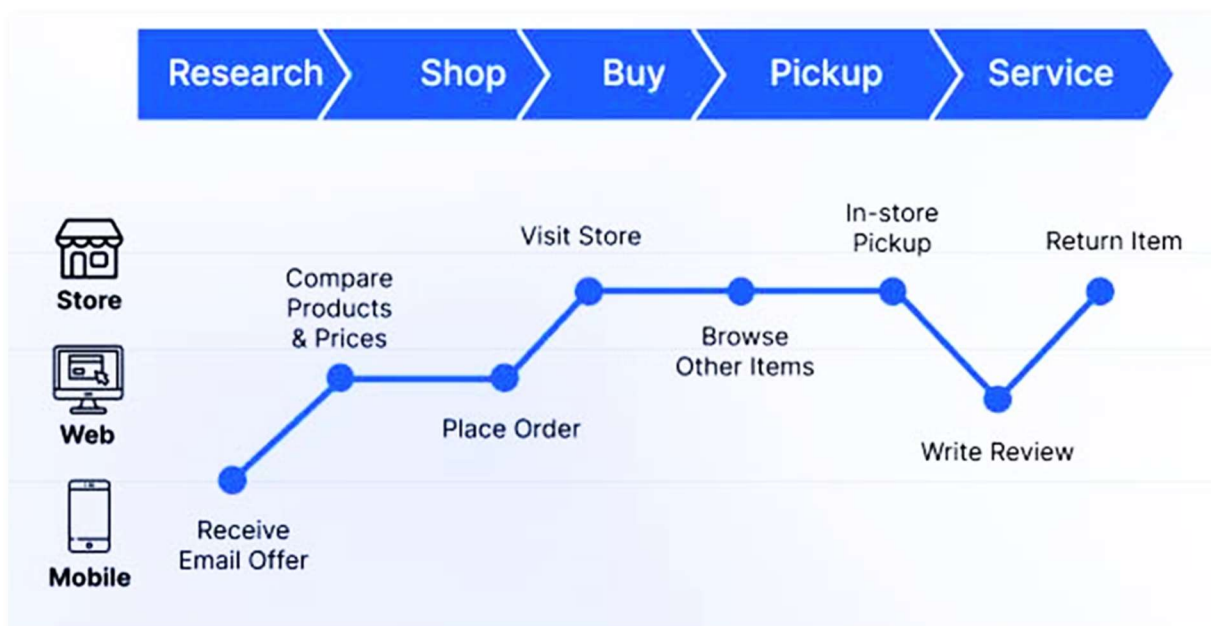 Research
Shop
Buy
Pickup
Service
Store
Web
Mobile
Receive
Email Offer
Compare
Products
& Prices
Place Order
Visit Store
Browse
Other Items
In-store
Pickup
Write Review
Return Item